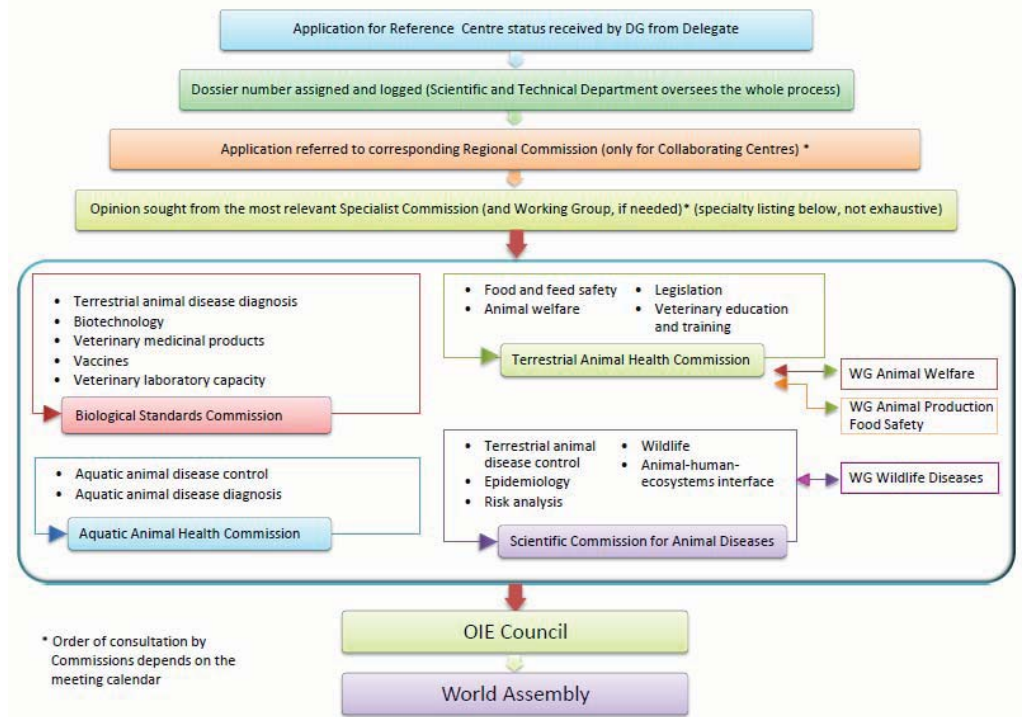 Application for Reference Centre status received by DG from Delegate
Dossier number assigned and logged (Scientific and Technical Department oversees the whole process)
Application referred to corresponding Regional Commission (only for Collaborating Centres) *
Opinion sought from the most relevant Specialist Commission (and Working Group, if needed)* (specialty listing below, not exhaustive)
• Terrestrial animal disease diagnosis
• Biotechnology
• Veterinary medicinal products
• Vaccines
• Veterinary laboratory capacity
Biological Standards Commission
• Food and feed safety
• Animal welfare
• Legislation
• Veterinary education
and training
Terrestrial Animal Health Commission
WG Animal Welfare
WG Animal Production
Food Safety
• Aquatic animal disease control
• Aquatic animal disease diagnosis
Aquatic Animal Health Commission
• Terrestrial animal
disease control
• Epidemiology
• Risk analysis
• Wildlife
• Animal-human-
ecosystems interface
Scientific Commission for Animal Diseases
WG Wildlife Diseases
OIE Council
World Assembly
* Order of consultation by
Commissions depends on the
meeting calendar